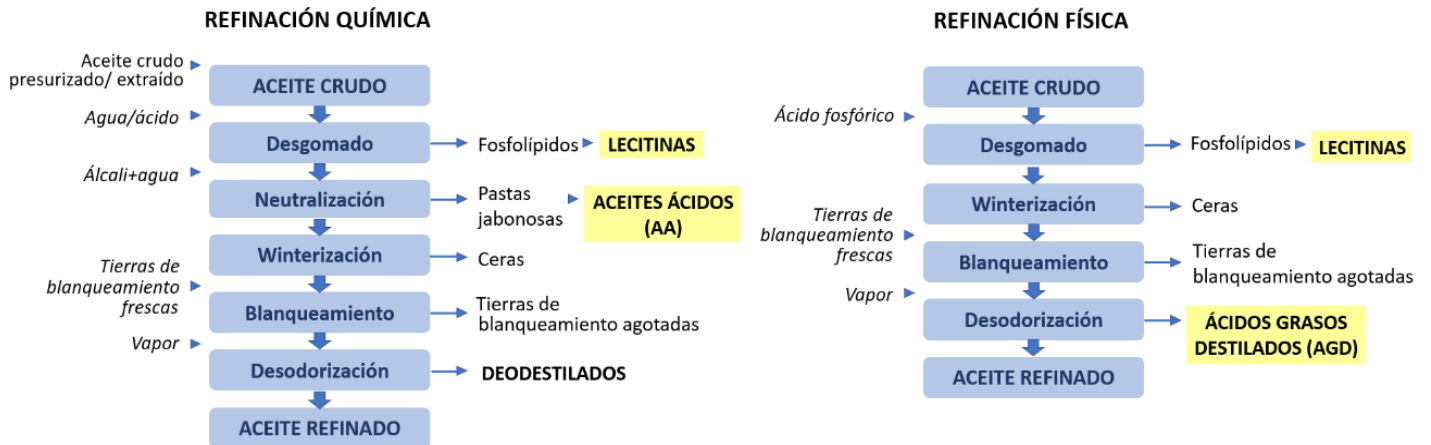 REFINACIÓN QUÍMICA
Aceite crudo
presurizado/ extraído
ACEITE CRUDO
Agua/ácido
Desgomado
Fosfolípidos
LECITINAS
Álcali+agua
Neutralización
Pastas
jabonosas
ACEITES ÁCIDOS
(AA)
Winterización
Ceras
Tierras de
blanqueamiento
frescas
Blanqueamiento
Tierras de
blanqueamiento agotadas
Vapor
Desodorización
DEODESTILADOS
ACEITE REFINADO
REFINACIÓN FÍSICA
ACEITE CRUDO
Ácido fosfórico
Desgomado
Fosfolípidos
LECITINAS
Winterización
Ceras
Tierras de
blanqueamiento
frescas
Blanqueamiento
Tierras de
blanqueamiento agotadas
Vapor
Desodorización
ÁCIDOS GRASOS
DESTILADOS (AGD)
ACEITE REFINADO